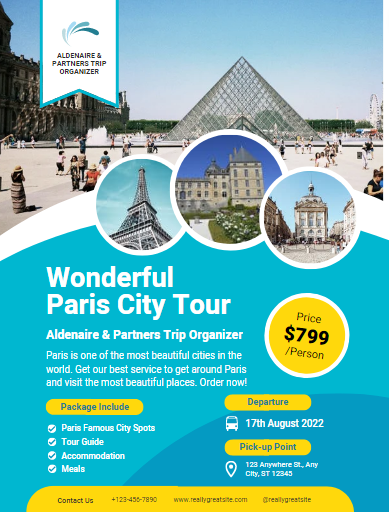 ALDENAIRE &
PARTNERS TRIP
ORGANIZER
Wonderful
Paris City Tour
Aldenaire & Partners Trip Organizer
Paris is one of the most beautiful cities in the
world. Get our best service to get around Paris
and visit the most beautiful places. Order now!
Price
$799
/Person
Package Include
Paris Famous City Spots
Tour Guide
Accommodation
Meals
Departure
17th August 2022
Pick-up Point
123 Anywhere St., Any
City, ST 12345
Contact Us +123-456-7890 www.reallygreatsite.com @reallygreatsite